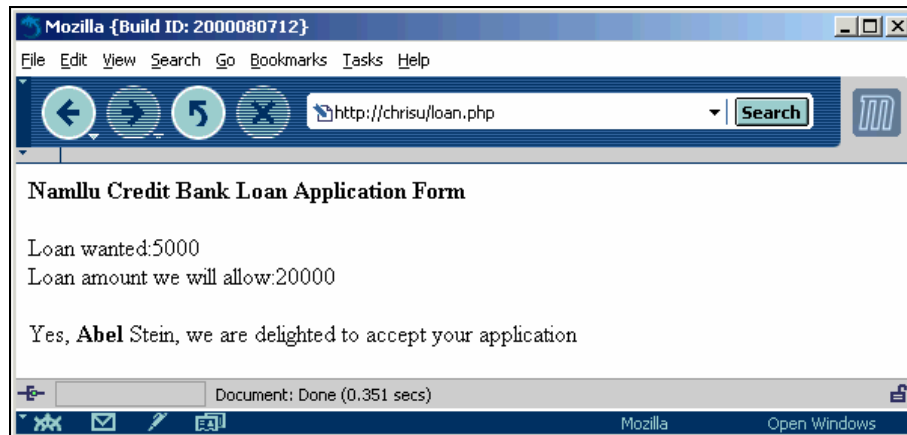 Mozilla {Build ID: 2000080712}
File Edit View Search Go Bookmarks Tasks Help
http://chrisu/loan.php Search
Namllu Credit Bank Loan Application Form
Loan wanted:5000
Loan amount we will allow:20000
Yes, Abel Stein, we are delighted to accept your application
Document: Done (0.351 secs)
Mozilla Open Windows